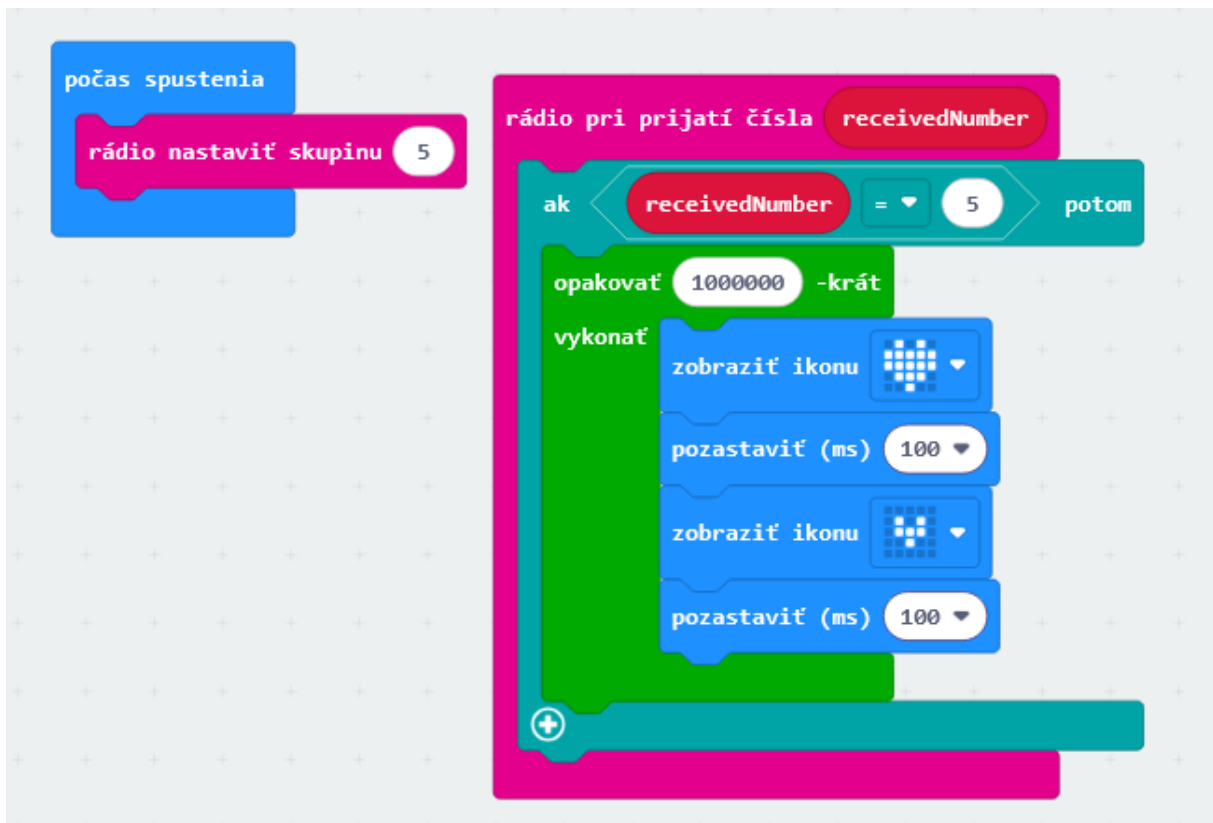 počas spustenia
rádio nastaviť skupinu 5
rádio pri prijatí čísla receivedNumber
ak receivedNumber = 5 potom
opakovať 1000000 -krát
vykonať
zobraziť ikonu
pozastaviť (ms) 100
zobraziť ikonu
pozastaviť (ms) 100